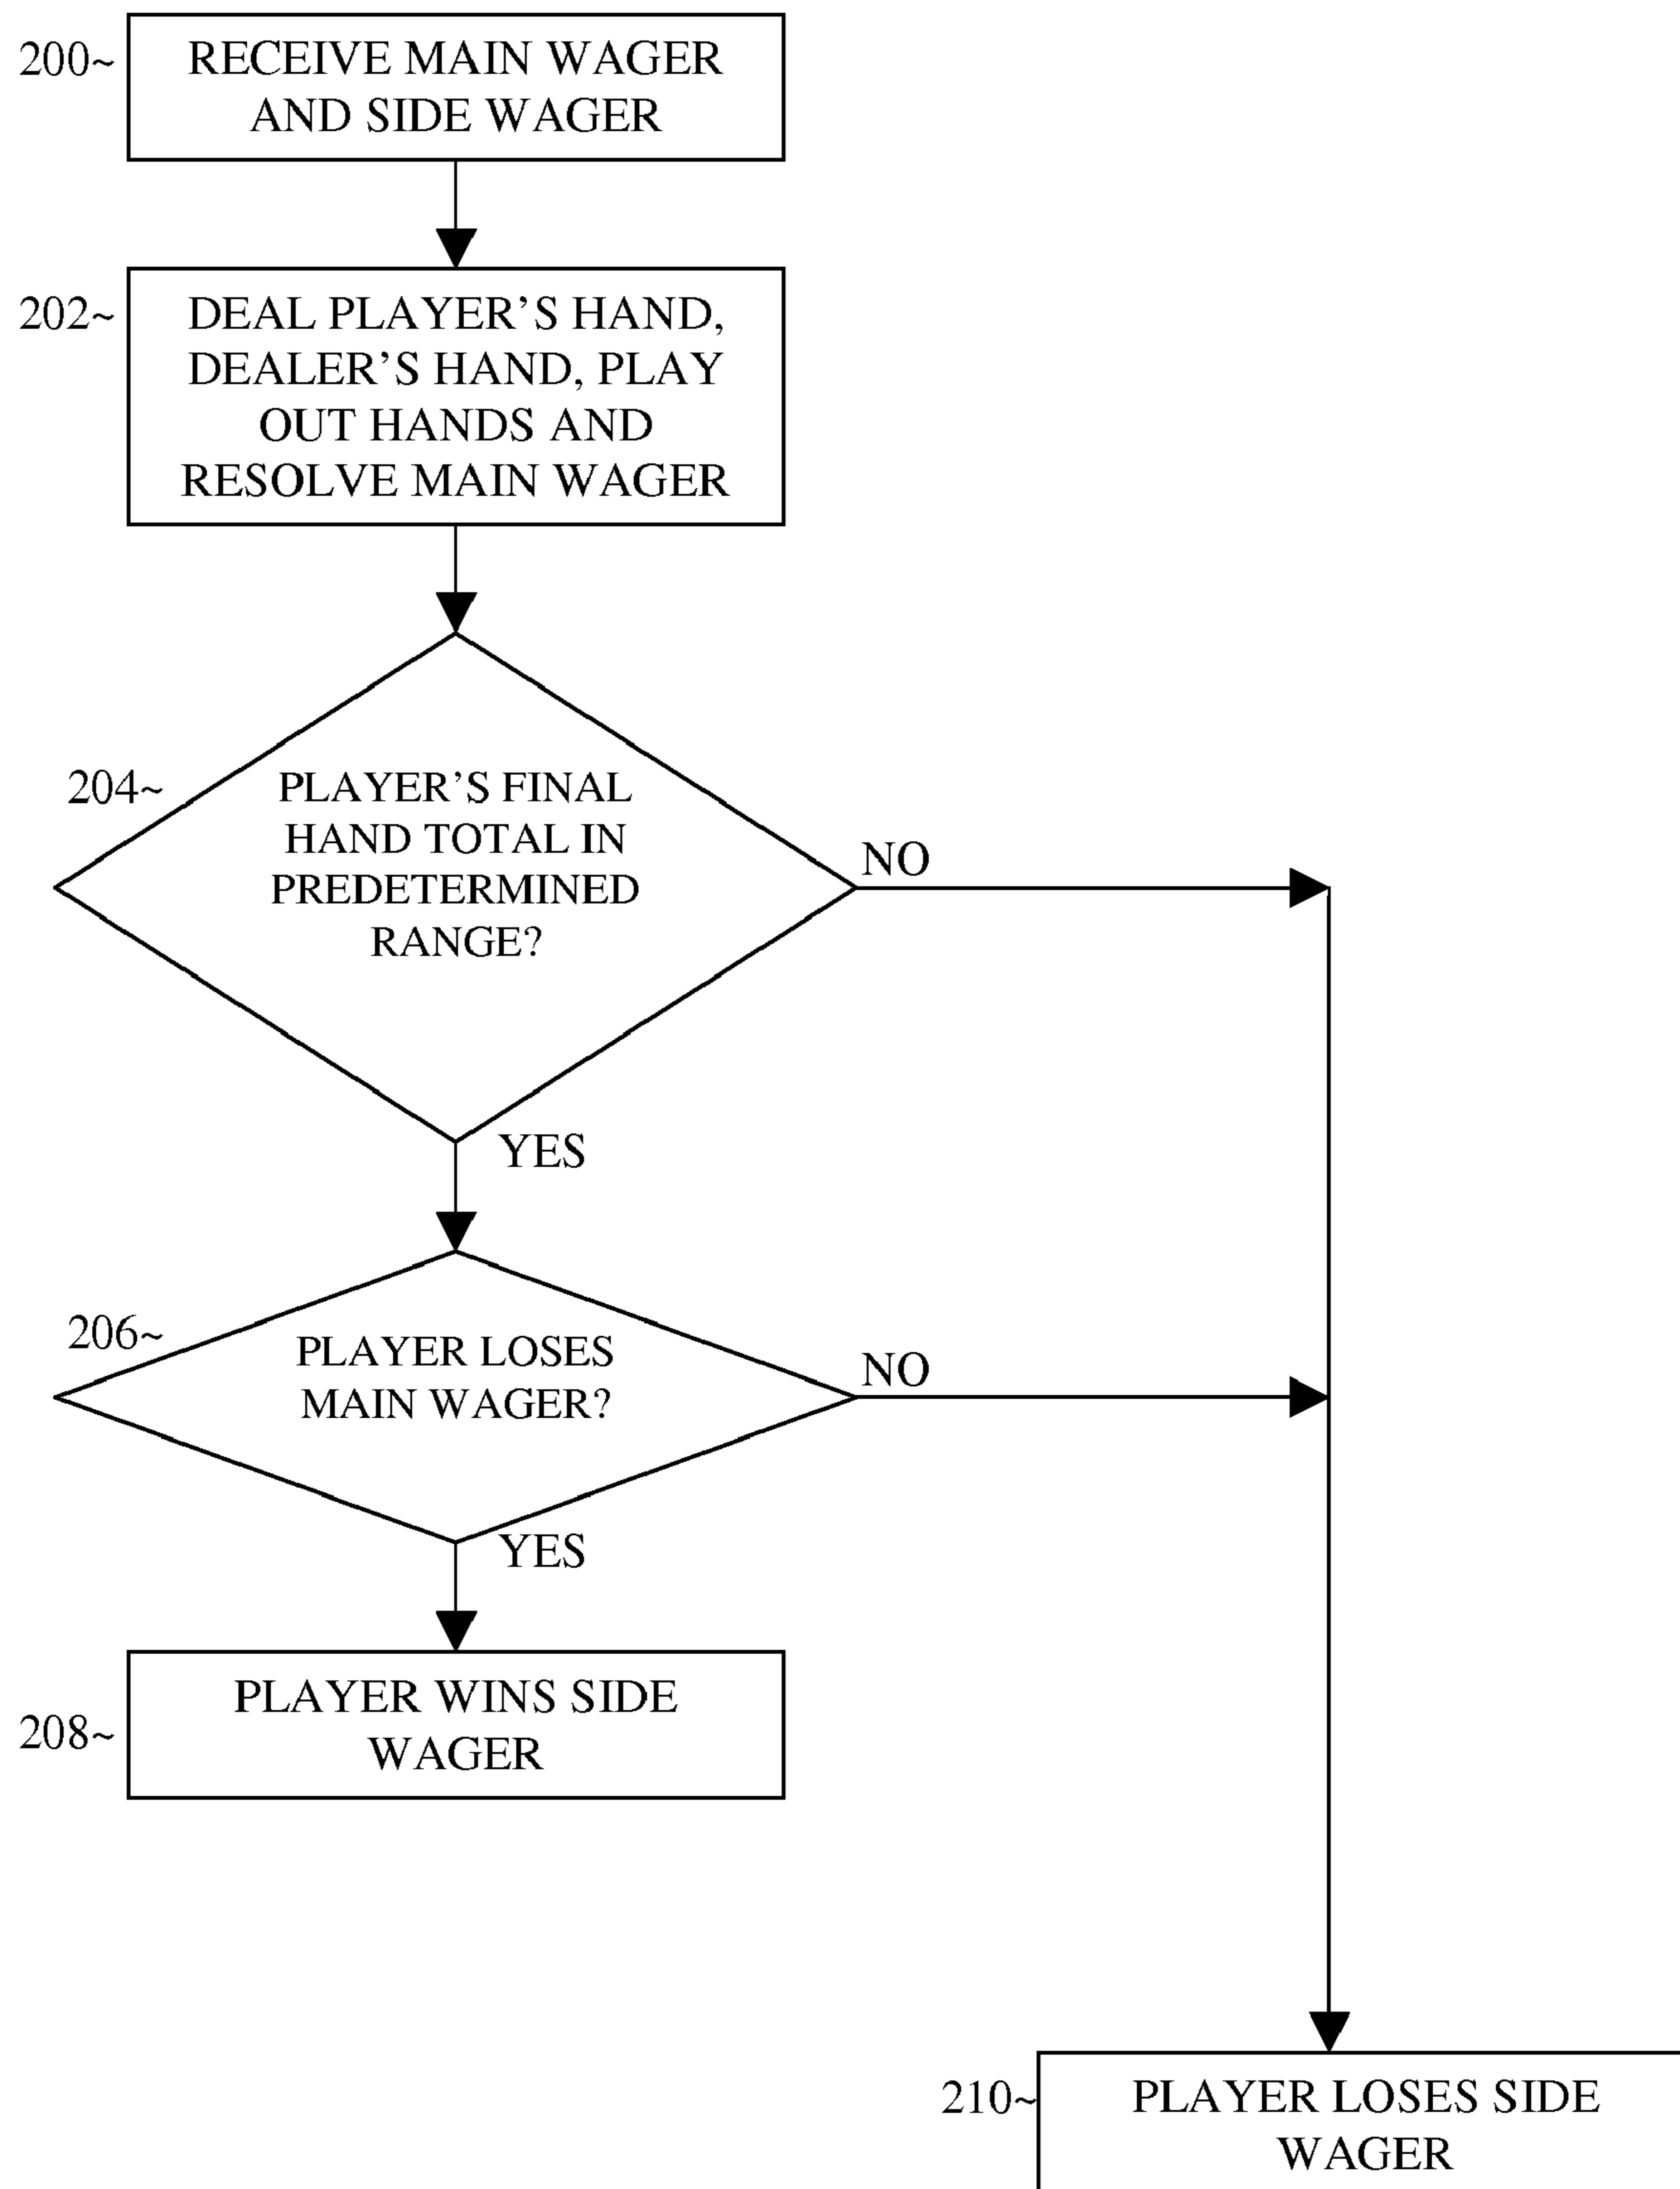 200~
RECEIVE MAIN WAGER
AND SIDE WAGER
202~
DEAL PLAYER'S HAND,
DEALER'S HAND, PLAY
OUT HANDS AND
RESOLVE MAIN WAGER
204~
PLAYER'S FINAL
HAND TOTAL IN
PREDETERMINED
RANGE?
NO
YES
206~
PLAYER LOSES
MAIN WAGER?
NO
YES
208~
PLAYER WINS SIDE
WAGER
210~
PLAYER LOSES SIDE
WAGER